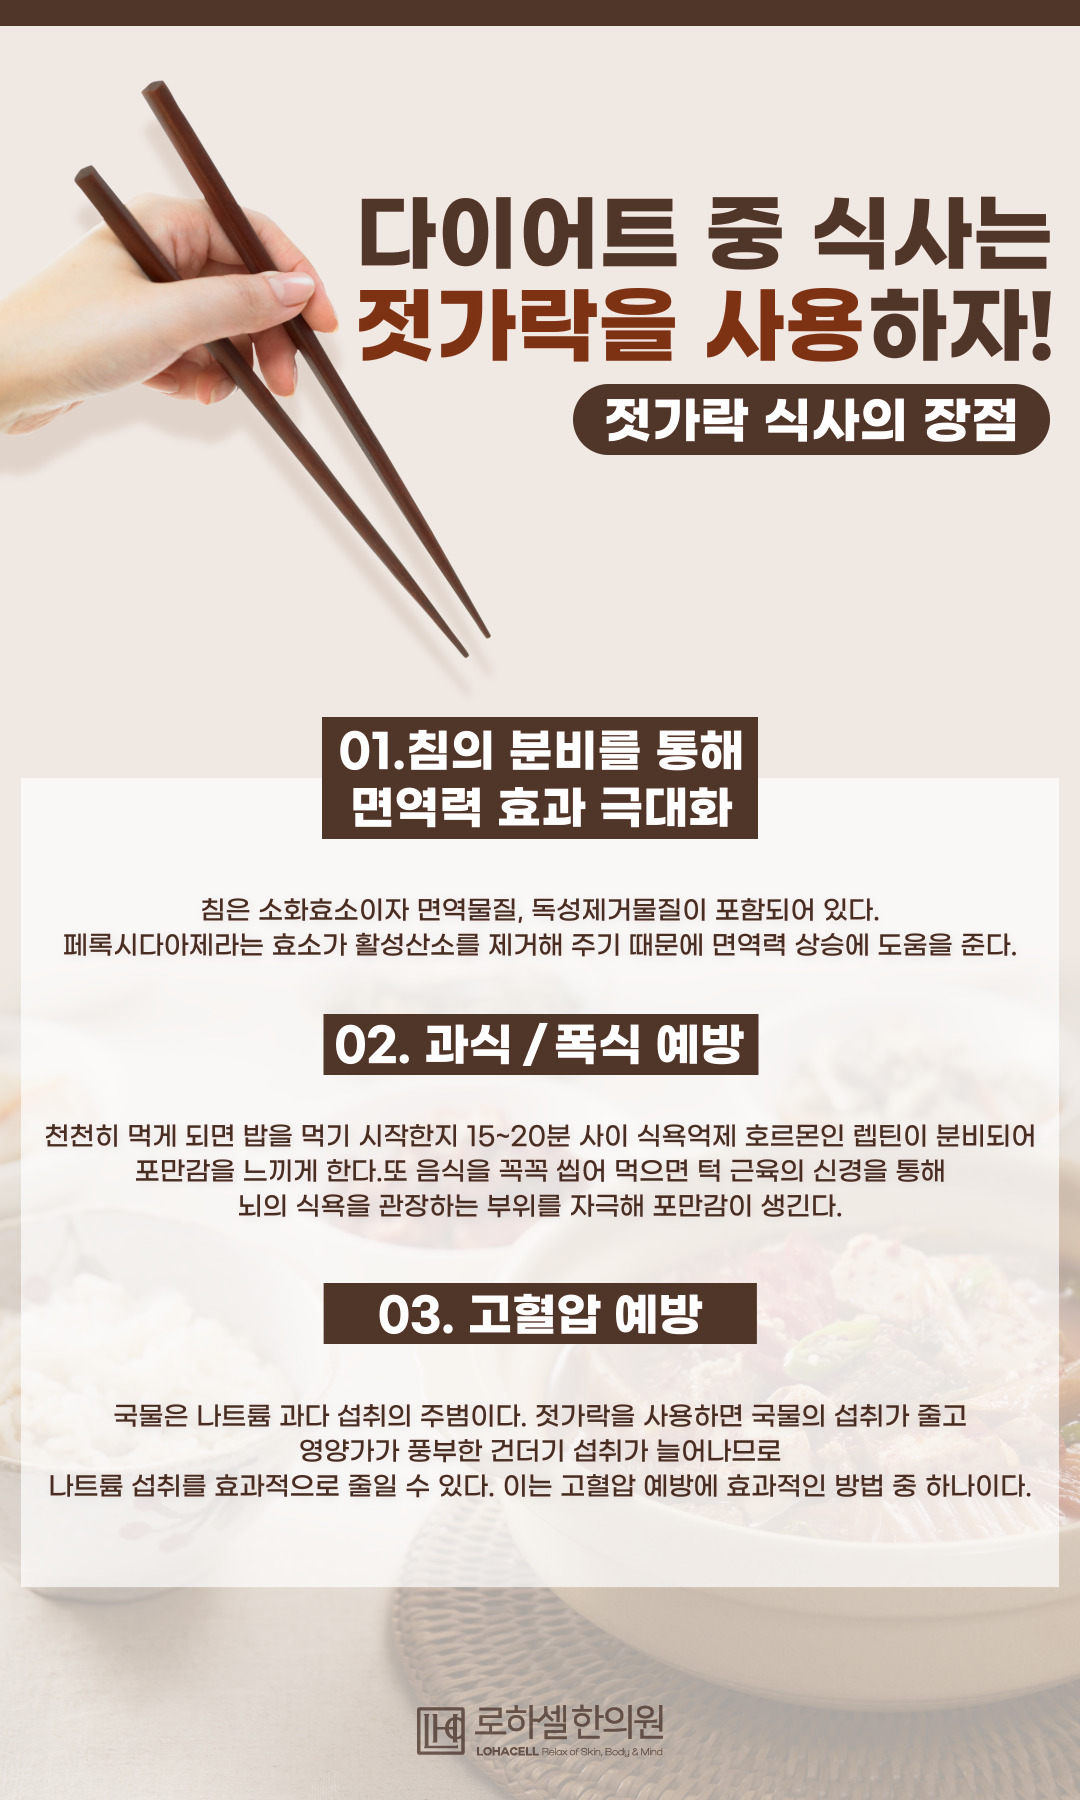 다이어트 중 식사는
젓가락을 사용하자!
젓가락 식사의 장점
01.침의 분비를 통해
면역력 효과 극대화
침은 소화효소이자 면역물질, 독성제거물질이 포함되어 있다.
페록시다아제라는 효소가 활성산소를 제거해 주기 때문에 면역력 상승에 도움을 준다.
02. 과식 / 폭식 예방
천천히 먹게 되면 밥을 먹기 시작한지 15~20분 사이 식욕억제 호르몬인 렙틴이 분비되어
포만감을 느끼게 한다.또 음식을 꼭꼭 씹어 먹으면 턱 근육의 신경을 통해
뇌의 식욕을 관장하는 부위를 자극해 포만감이 생긴다.
03. 고혈압 예방
국물은 나트륨 과다 섭취의 주범이다. 젓가락을 사용하면 국물의 섭취가 줄고
영양가가 풍부한 건더기 섭취가 늘어나므로
나트륨 섭취를 효과적으로 줄일 수 있다. 이는 고혈압 예방에 효과적인 방법 중 하나이다.
LHC 로하셀한의원
LOHACELL Relax of Skin, Body & Mind